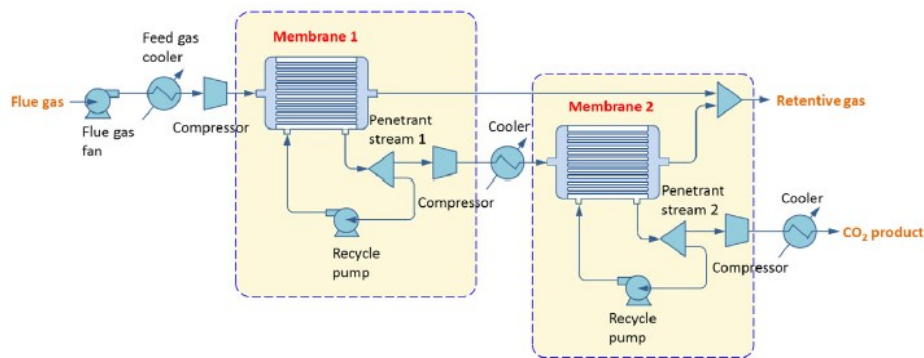 Flue gas
Flue gas
fan
Feed gas
cooler
Compressor
Membrane 1
Penetrant
stream 1
Recycle
pump
Compressor
Cooler
Membrane 2
Penetrant
stream 2
Recycle
pump
Compressor
Cooler
Retentive gas
CO₂ product